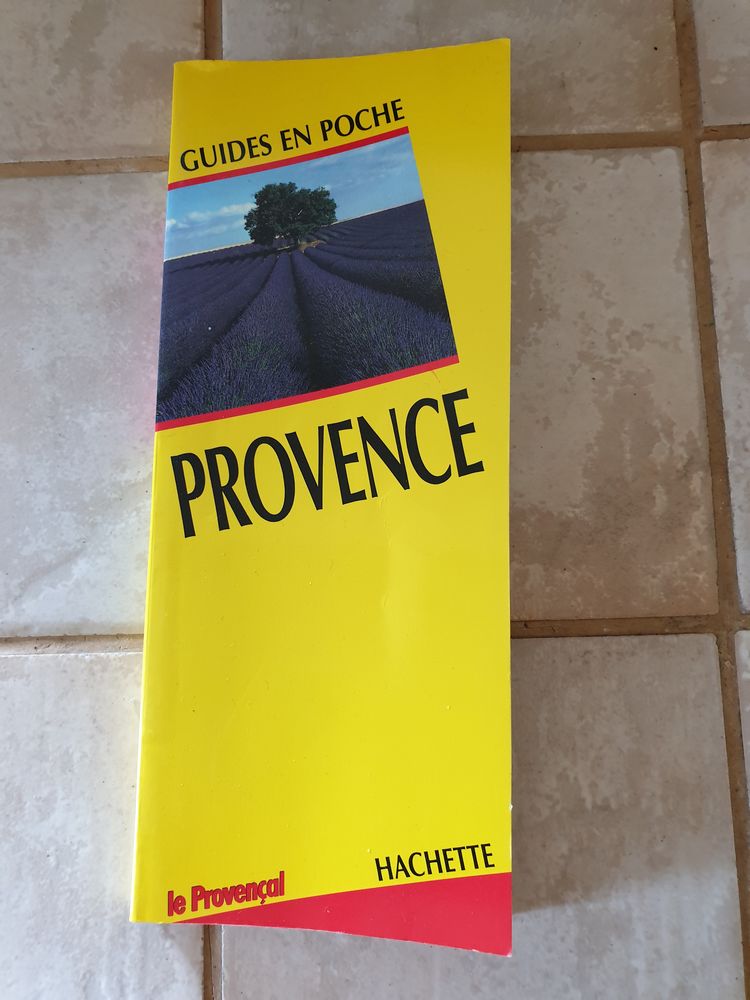 GUIDES EN POCHE
PROVENCE
HACHETTE
le Provençal